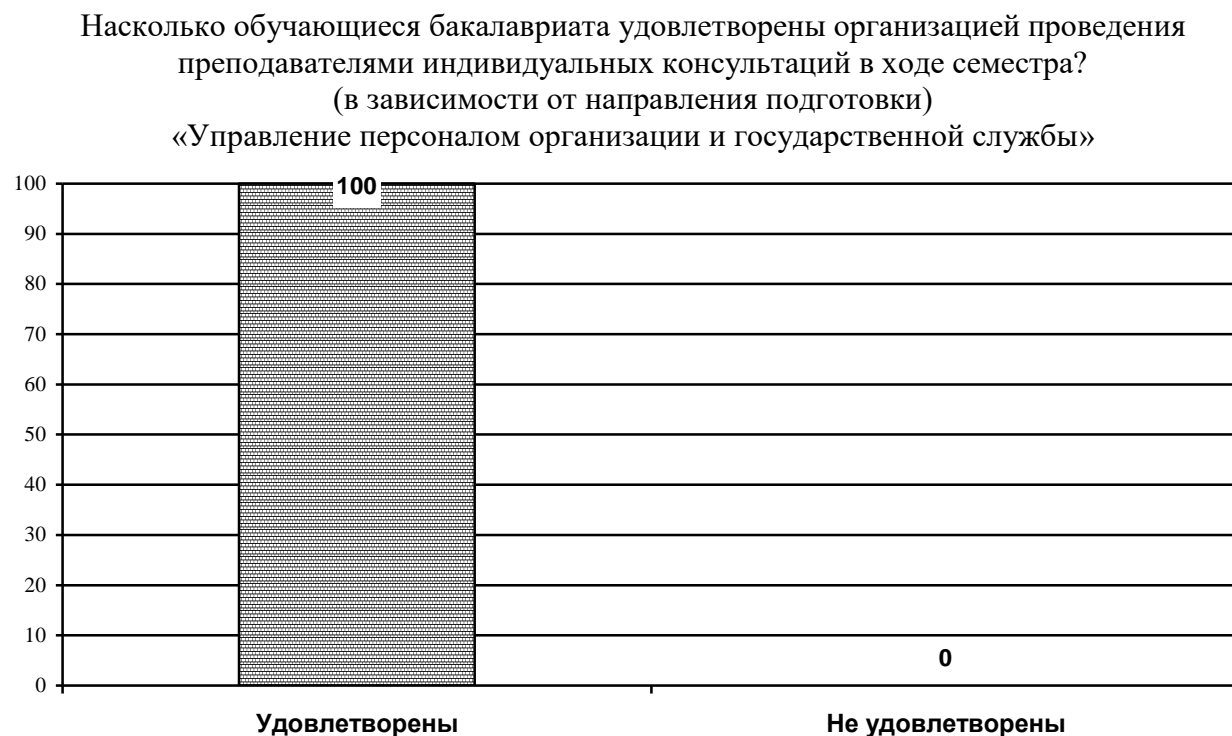 Насколько обучающиеся бакалавриата удовлетворены организацией проведения
преподавателями индивидуальных консультаций в ходе семестра?
(в зависимости от направления подготовки)
«Управление персоналом организации и государственной службы»
100
100
90
80
70
60
50
40
30
20
10
0
0
Удовлетворены
Не удовлетворены